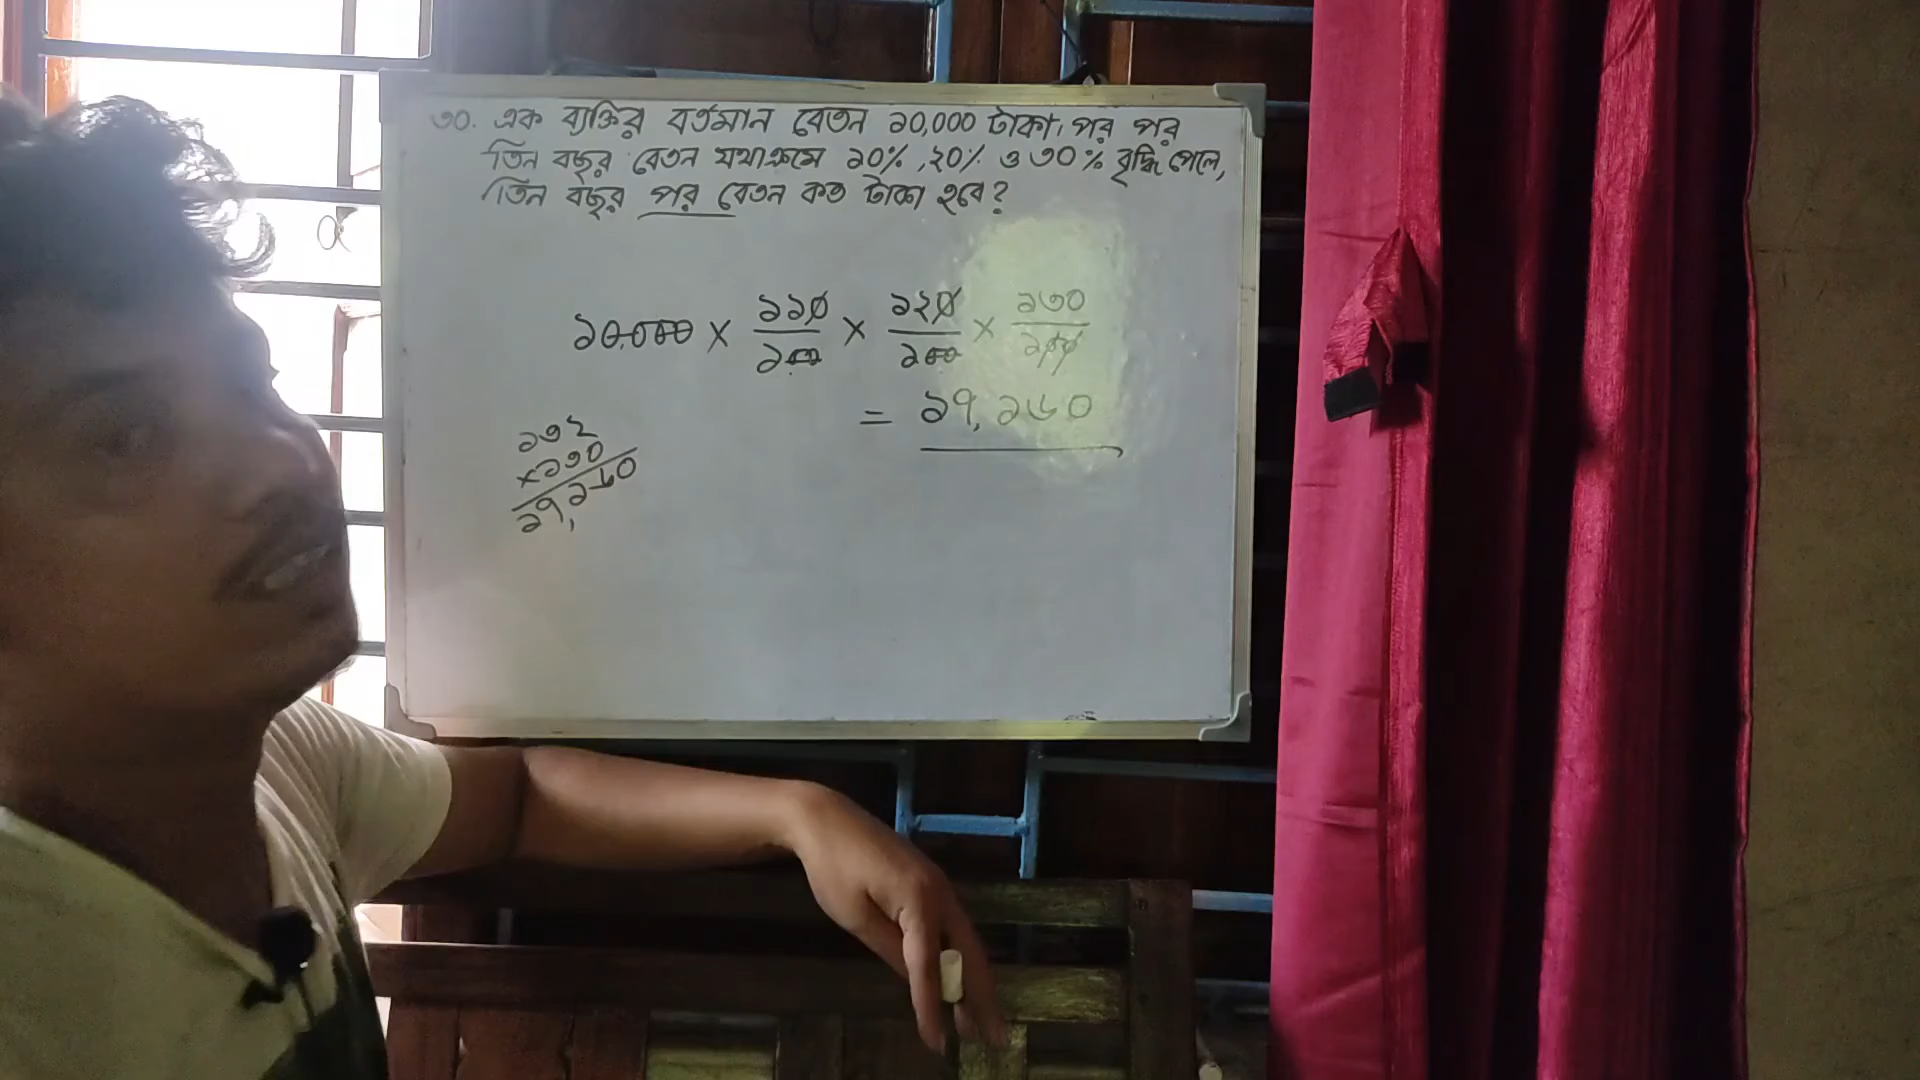 ৩০. এক ব্যক্তির বর্তমান বেতন ১০,০০০ টাকা। পর পর
তিন বছর বেতন যথাক্রমে ১০%, ২০% ও ৩০% বৃদ্ধি পেলে,
তিন বছর পর বেতন কত টাকা হবে?
১০,০০০ × ১১০/১০০ × ১২০/১০০ × ১৩০/১০০
= ১৭,১৬০
১৩২
×১৩০
১৭,১৬০